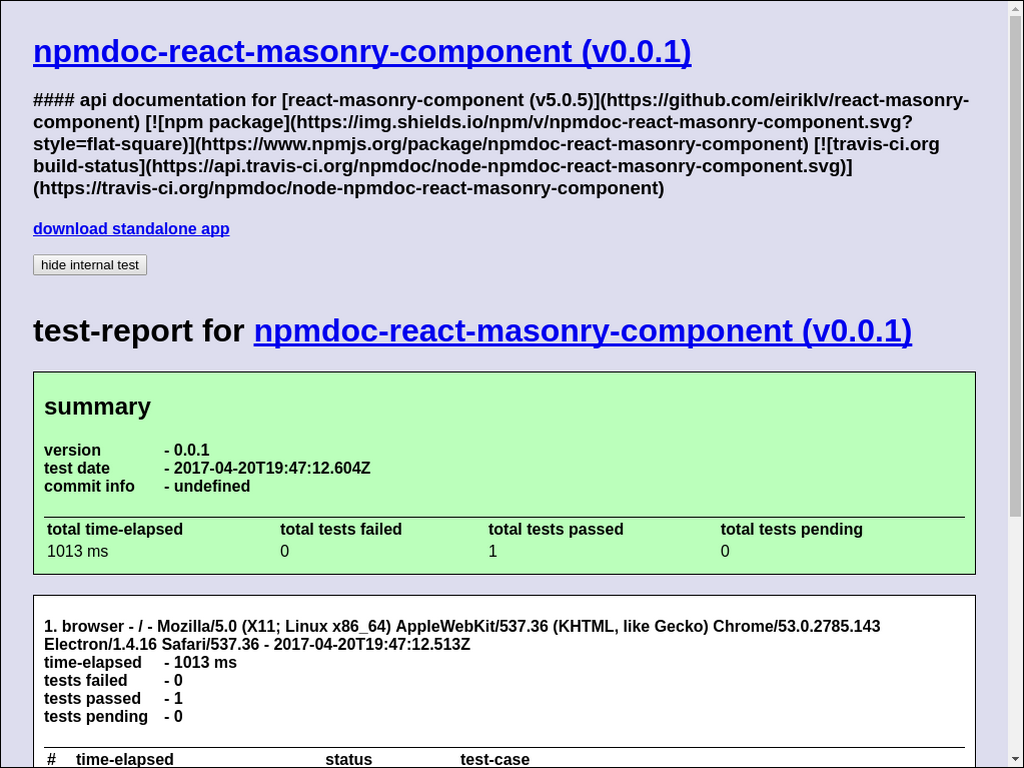 npmdoc-react-masonry-component (v0.0.1)
#### api documentation for [react-masonry-component (v5.0.5)](https://github.com/eiriklv/react-masonry-
component) [![npm package](https://img.shields.io/npm/v/npmdoc-react-masonry-component.svg?
style=flat-square)](https://www.npmjs.org/package/npmdoc-react-masonry-component) [![travis-ci.org
build-status](https://api.travis-ci.org/npmdoc/node-npmdoc-react-masonry-component.svg)]
(https://travis-ci.org/npmdoc/node-npmdoc-react-masonry-component)
download standalone app
hide internal test
test-report for npmdoc-react-masonry-component (v0.0.1)
summary
version - 0.0.1
test date - 2017-04-20T19:47:12.604Z
commit info - undefined
total time-elapsed total tests failed total tests passed total tests pending
1013 ms 0 1 0
1. browser - / - Mozilla/5.0 (X11; Linux x86_64) AppleWebKit/537.36 (KHTML, like Gecko) Chrome/53.0.2785.143
Electron/1.4.16 Safari/537.36 - 2017-04-20T19:47:12.513Z
time-elapsed - 1013 ms
tests failed - 0
tests passed - 1
tests pending - 0
# time-elapsed status test-case